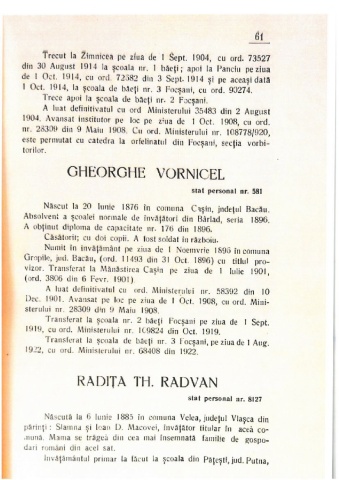 61
Trecut la Zimnicea pe ziua de 1 Sept. 1904, cu ord. 73527
din 30 August 1914 la școala nr. 1 băeți; apoi la Panciu pe ziua
de 1 Oct. 1914, cu ord. 72582 din 3 Sept. 1914 și pe aceași dată
1 Oct. 1914, la școala de băeți nr. 3 Focșani, cu ord. 90274.
Trece apoi la școala de băeți nr. 2 Focșani.
A luat definitivatul cu ord Ministerului 35483 din 2 August
1904. Avansat institutor pe loc pe ziua de 1 Oct. 1908, cu ord.
nr. 28309 din 9 Maiu 1908. Cu ord. Ministerului nr. 108778/920,
este permutat cu catedra la orfelinatul din Focșani, secția vorbi-
torilor.
GHEORGHE VORNICEL
stat personal nr. 581
Născut la 20 Iunie 1876 în comuna Cașin, județul Bacău.
Absolvent a școalei normale de învățători din Bârlad, seria 1896.
A obținut diploma de capacitate nr. 176 din 1896.
Căsătorit; cu doi copii. A fost soldat în războiu.
Numit în învățământ pe ziua de 1 Noemvrie 1896 în comuna
Gropile, jud. Bacău, (ord. 11493 din 31 Oct. 1896) cu titlul pro-
vizor. Transferat la Mănăstirea Cașin pe ziua de 1 Iulie 1901,
(ord. 3806 din 6 Fevr. 1901)
A luat definitivatul cu ord. Ministerului nr. 58392 din 10
Dec. 1901. Avansat pe loc pe ziua de 1 Oct. 1908, cu ord. Mini-
sterului nr. 28309 din 9 Maiu 1908.
Transferat la școala nr. 2 băeți Focșani pe ziua de 1 Sept.
1919, cu ord. Ministerului nr. 109824 din Oct. 1919.
Transferat la școala de băeți nr. 3 Focșani, pe ziua de 1 Aug.
1922, cu ord. Ministerului nr. 68408 din 1922.
RADIȚA TH. RADVAN
stat personal nr. 8127
Născută la 6 Iunie 1885 în comuna Velea, județul Vlașca din
părinți: Stamna și Ioan D. Macovei, învățător titular în acea co-
mună. Mama se trăgea din cea mai însemnată familie de gospo-
dari români din acel sat.
Învățământul primar la făcut la școala din Pătești, jud. Putna,